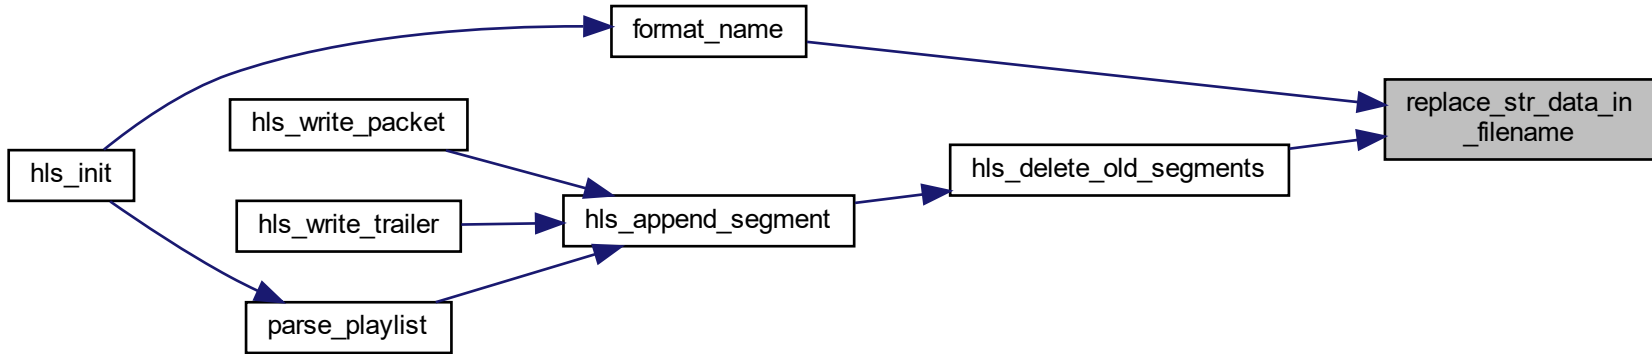 format_name
replace_str_data_in
_filename
hls_write_packet
hls_delete_old_segments
hls_init
hls_write_trailer
hls_append_segment
parse_playlist